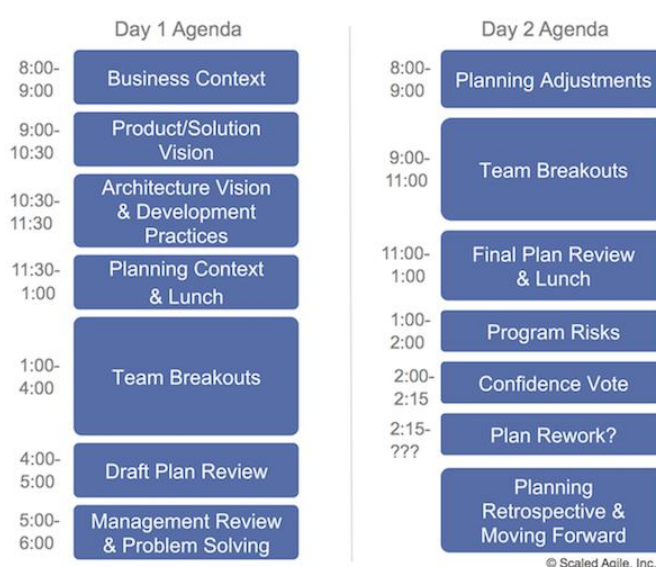 Day 1 Agenda
8:00-
9:00
Business Context
9:00-
10:30
Product/Solution
Vision
10:30-
11:30
Architecture Vision
& Development
Practices
11:30-
1:00
Planning Context
& Lunch
1:00-
4:00
Team Breakouts
4:00-
5:00
Draft Plan Review
5:00-
6:00
Management Review
& Problem Solving
Day 2 Agenda
8:00-
9:00
Planning Adjustments
9:00-
11:00
Team Breakouts
11:00-
1:00
Final Plan Review
& Lunch
1:00-
2:00
Program Risks
2:00-
2:15
Confidence Vote
2:15-
???
Plan Rework?
Planning
Retrospective &
Moving Forward
© Scaled Agile, Inc.